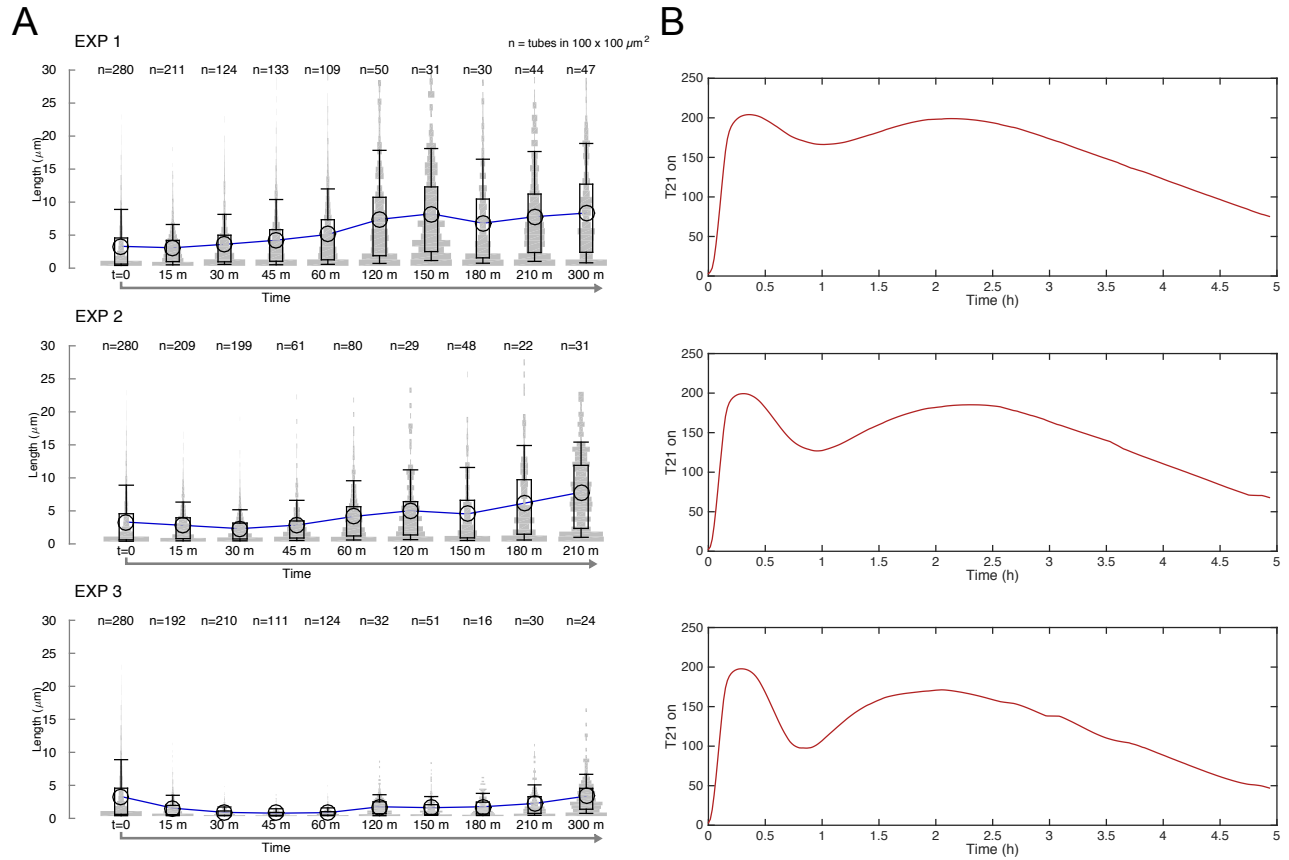 A
EXP 1
n = tubes in 100 x 100 μm²
n=280 n=211 n=124 n=133 n=109 n=50 n=31 n=30 n=44 n=47
30
25
20
15
10
5
0
Length (μm)
t=0 15 m 30 m 45 m 60 m 120 m 150 m 180 m 210 m 300 m
Time
EXP 2
n=280 n=209 n=199 n=61 n=80 n=29 n=48 n=22 n=31
30
25
20
15
10
5
0
Length (μm)
t=0 15 m 30 m 45 m 60 m 120 m 150 m 180 m 210 m
Time
EXP 3
n=280 n=192 n=210 n=111 n=124 n=32 n=51 n=16 n=30 n=24
30
25
20
15
10
5
0
Length (μm)
t=0 15 m 30 m 45 m 60 m 120 m 150 m 180 m 210 m 300 m
Time
B
250
200
150
100
50
0
T21 on
0 0.5 1 1.5 2 2.5 3 3.5 4 4.5 5
Time (h)
250
200
150
100
50
0
T21 on
0 0.5 1 1.5 2 2.5 3 3.5 4 4.5 5
Time (h)
250
200
150
100
50
0
T21 on
0 0.5 1 1.5 2 2.5 3 3.5 4 4.5 5
Time (h)